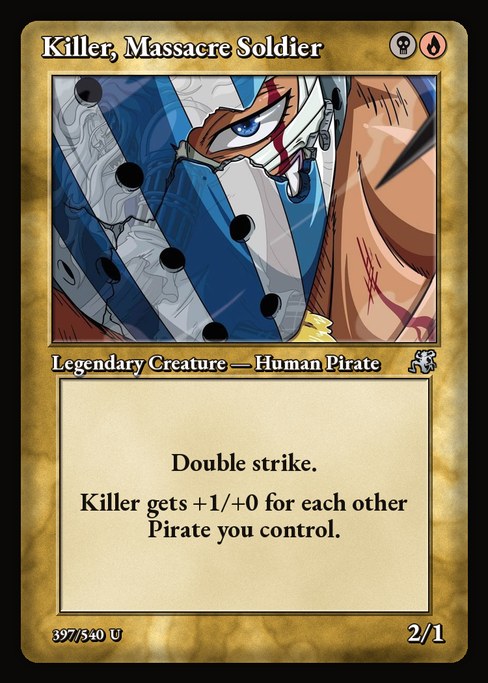 Killer, Massacre Soldier
Legendary Creature — Human Pirate
Double strike.
Killer gets +1/+0 for each other
Pirate you control.
397/540 U
2/1